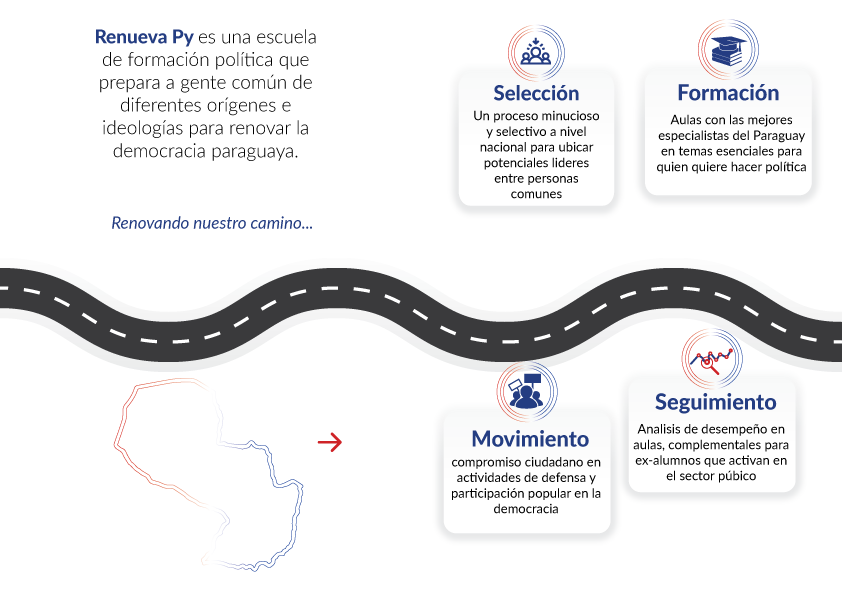 Renueva Py es una escuela
de formación política que
prepara a gente común de
diferentes orígenes e
ideologías para renovar la
democracia paraguaya.
Renovando nuestro camino...
Selección
Un proceso minucioso
y selectivo a nivel
nacional para ubicar
potenciales lideres
entre personas
comunes
Formación
Aulas con las mejores
especialistas del Paraguay
en temas esenciales para
quien quiere hacer política
Movimiento
compromiso ciudadano en
actividades de defensa y
participación popular en la
democracia
Seguimiento
Analisis de desempeño en
aulas, complementales para
ex-alumnos que activan en
el sector púbico